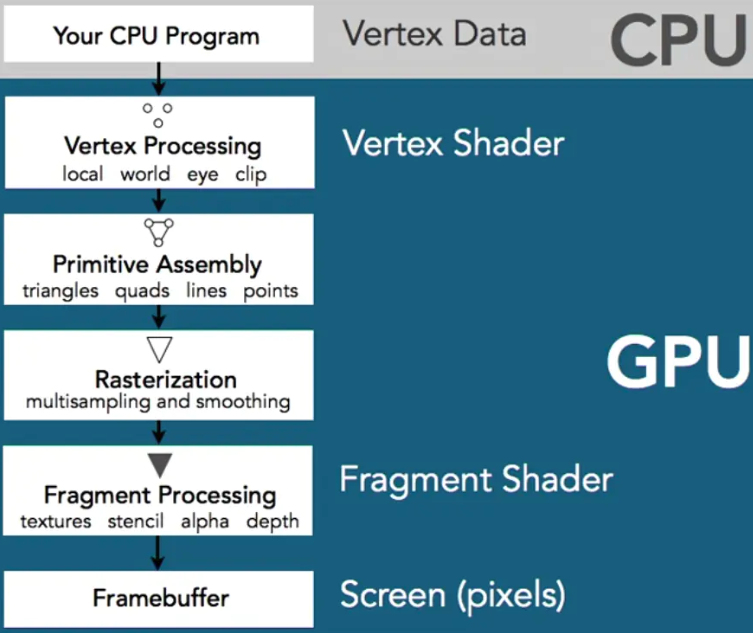 Your CPU Program
Vertex Data
CPU
Vertex Processing
local world eye clip
Vertex Shader
Primitive Assembly
triangles quads lines points
GPU
Rasterization
multisampling and smoothing
Fragment Processing
textures stencil alpha depth
Fragment Shader
Framebuffer
Screen (pixels)